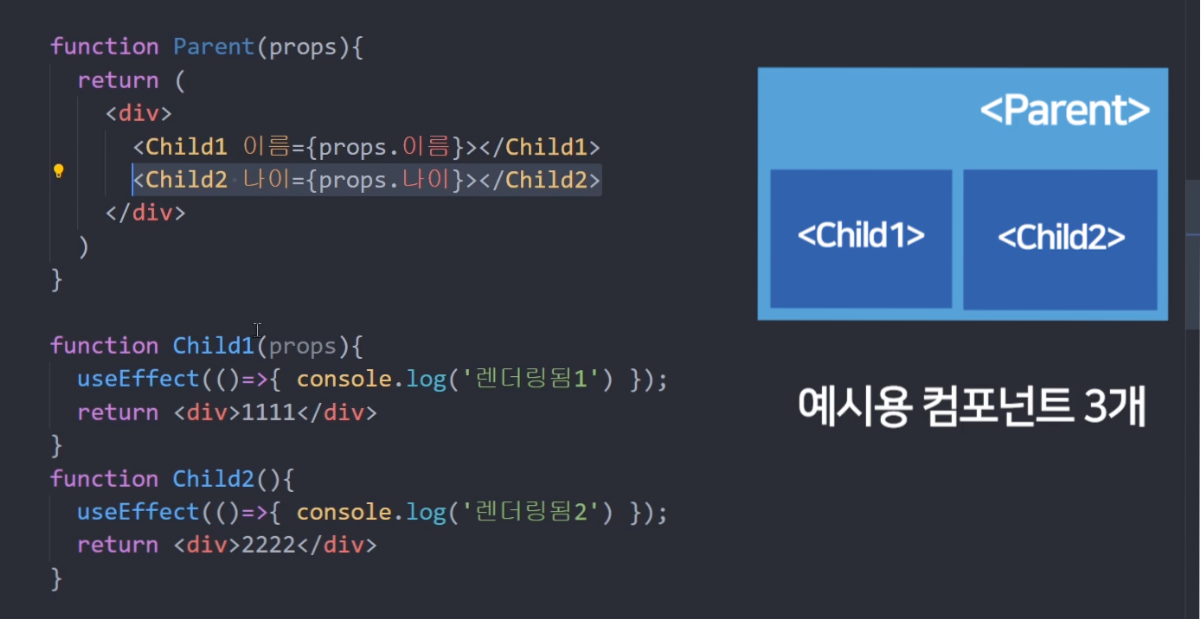 function Parent(props){
return (
<div>
<Child1 이름={props.이름}></Child1>
<Child2 나이={props.나이}></Child2>
</div>
)
}
function Child1(props){
useEffect(()=>{ console.log('렌더링됨1') });
return <div>1111</div>
}
function Child2(){
useEffect(()=>{ console.log('렌더링됨2') });
return <div>2222</div>
}
<Parent>
<Child1>
<Child2>
예시용 컴포넌트 3개